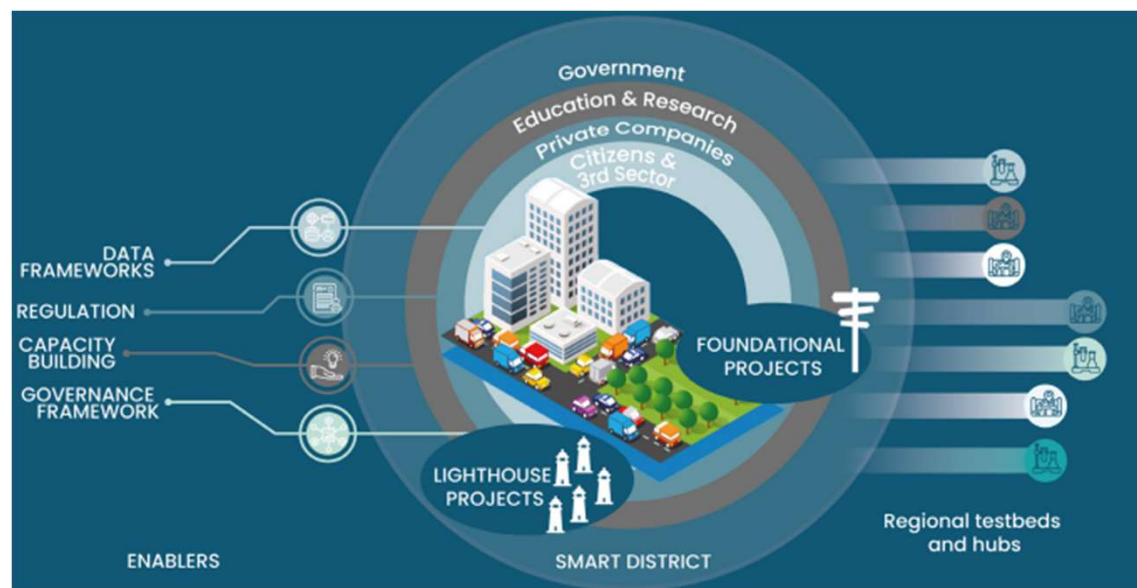 Government
Education & Research
Private Companies
Citizens &
3rd Sector
DATA
FRAMEWORKS
REGULATION
CAPACITY
BUILDING
GOVERNANCE
FRAMEWORK
FOUNDATIONAL
PROJECTS
LIGHTHOUSE
PROJECTS
ENABLERS
SMART DISTRICT
Regional testbeds
and hubs